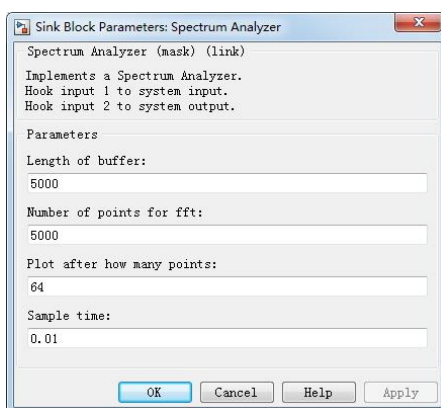 Sink Block Parameters: Spectrum Analyzer
Spectrum Analyzer (mask) (link)
Implements a Spectrum Analyzer.
Hook input 1 to system input.
Hook input 2 to system output.
Parameters
Length of buffer:
5000
Number of points for fft:
5000
Plot after how many points:
64
Sample time:
0.01
OK Cancel Help Apply